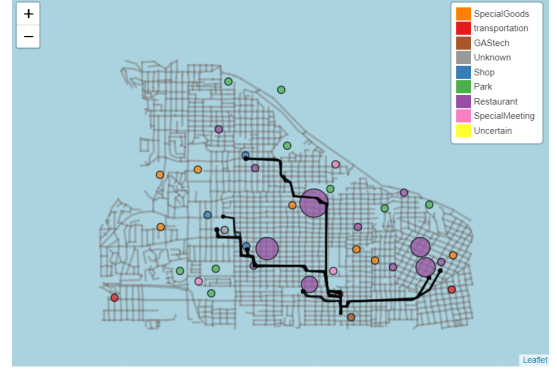 +
−
SpecialGoods
transportation
GAStech
Unknown
Shop
Park
Restaurant
SpecialMeeting
Uncertain
Leaflet